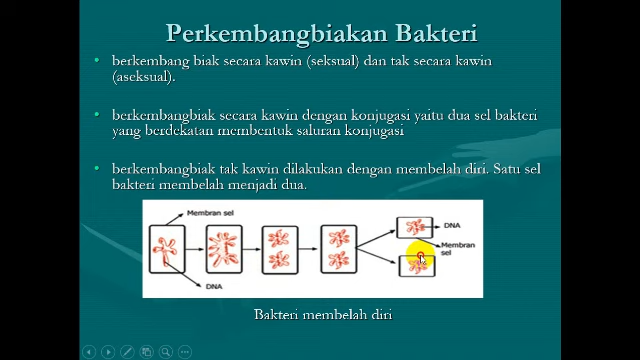 Perkembangbiakan Bakteri
• berkembang biak secara kawin (seksual) dan tak secara kawin
(aseksual).
• berkembangbiak secara kawin dengan konjugasi yaitu dua sel bakteri
yang berdekatan membentuk saluran konjugasi
• berkembangbiak tak kawin dilakukan dengan membelah diri. Satu sel
bakteri membelah menjadi dua.
Membran sel
DNA
DNA
Membran
sel
Bakteri membelah diri